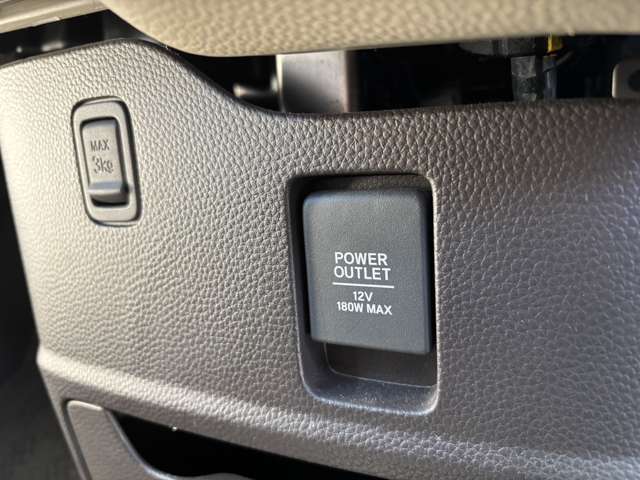 MAX
3kg
POWER
OUTLET
12V
180W MAX